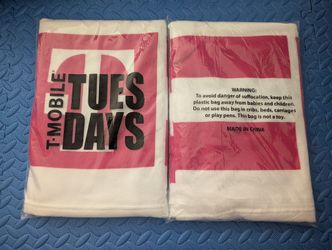 T-MOBILE
TUES
DAYS
WARNING:
To avoid danger of suffocation, keep this
plastic bag away from babies and children.
Do not use this bag in cribs, beds, carriages
or play pens. This bag is not a toy.
MADE IN CHINA